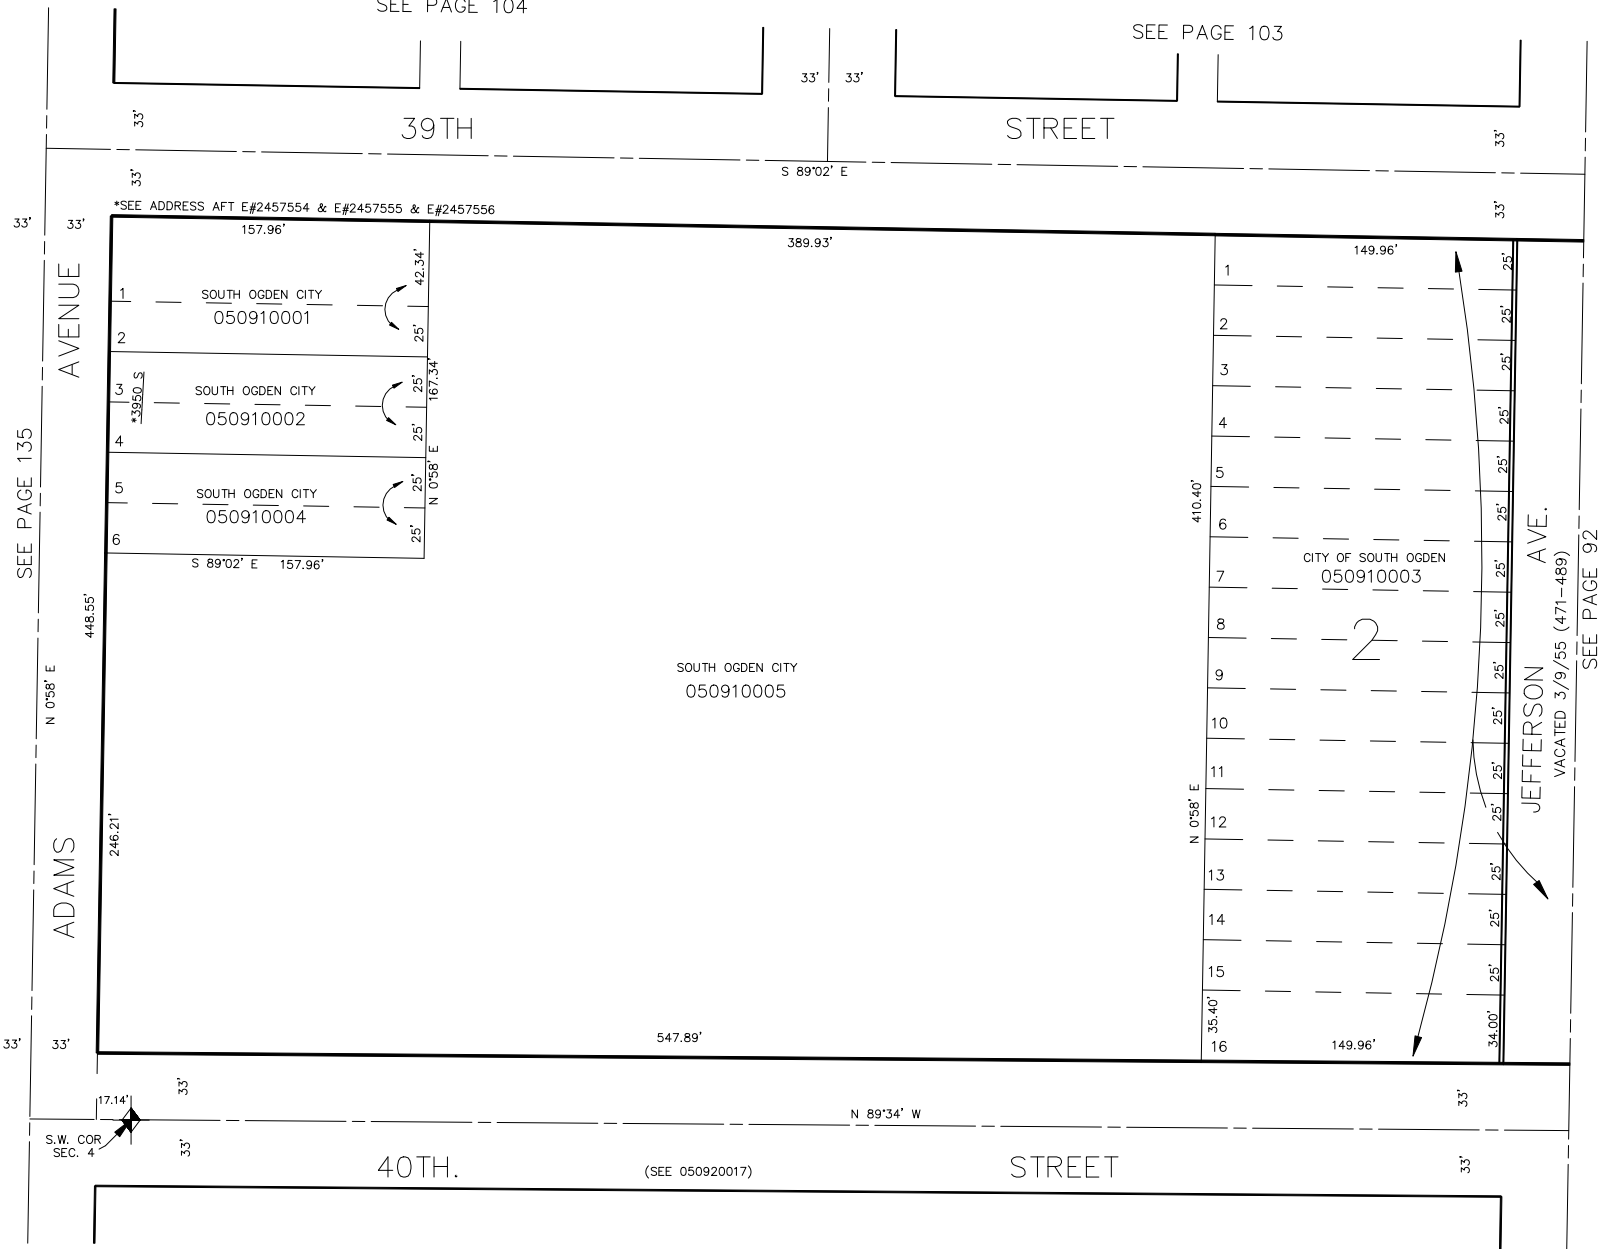 SEE PAGE 104
SEE PAGE 103
33' 33'
33'
39TH STREET
33'
S 89°02' E
33'
33'
*SEE ADDRESS AFT E#2457554 & E#2457555 & E#2457556
33' 33'
157.96'
389.93'
149.96'
AVENUE
ADAMS
SEE PAGE 135
N 0°58' E
448.55'
246.21'
1
SOUTH OGDEN CITY
050910001
42.34'
25'
2
3
*3950 S
SOUTH OGDEN CITY
050910002
25'
25'
167.34'
N 0°58' E
4
5
SOUTH OGDEN CITY
050910004
25'
25'
6
S 89°02' E 157.96'
SOUTH OGDEN CITY
050910005
410.40'
N 0°58' E
1
25'
2
25'
3
25'
4
25'
5
25'
6
25'
CITY OF SOUTH OGDEN
050910003
7
25'
2
8
25'
9
25'
10
25'
11
25'
12
25'
13
25'
14
25'
15
25'
35.40'
34.00'
16
149.96'
547.89'
JEFFERSON AVE.
VACATED 3/9/55 (471-489)
SEE PAGE 92
33' 33'
33'
33'
17.14'
N 89°34' W
S.W. COR
SEC. 4
33'
33'
40TH. STREET
(SEE 050920017)